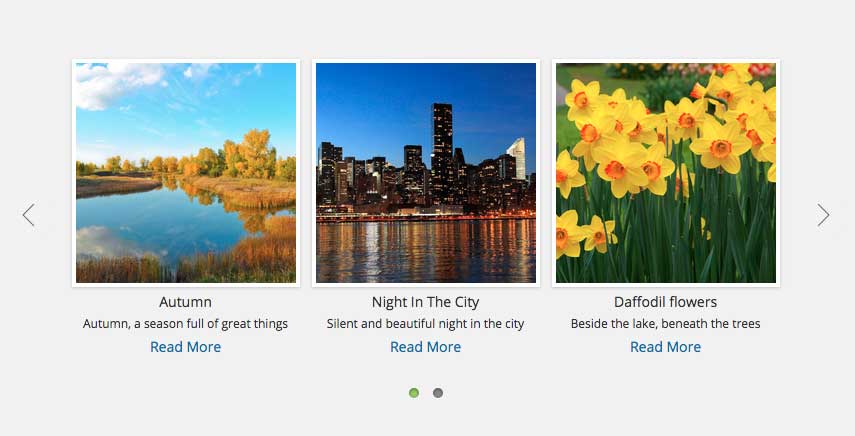 Autumn
Autumn, a season full of great things
Read More
Night In The City
Silent and beautiful night in the city
Read More
Daffodil flowers
Beside the lake, beneath the trees
Read More